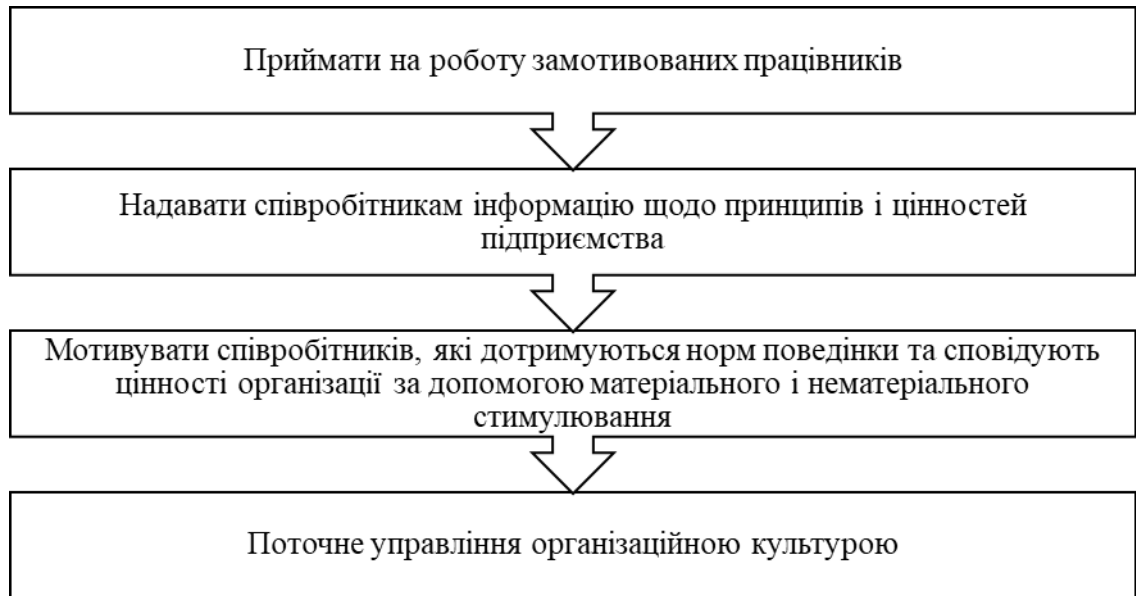 Приймати на роботу замотивованих працівників
Надавати співробітникам інформацію щодо принципів і цінностей
підприємства
Мотивувати співробітників, які дотримуються норм поведінки та сповідують
цінності організації за допомогою матеріального і нематеріального
стимулювання
Поточне управління організаційною культурою